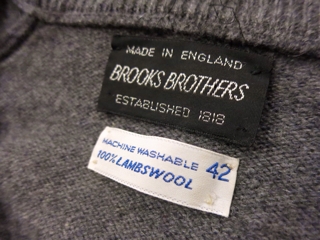 MADE IN ENGLAND
BROOKS BROTHERS
ESTABLISHED 1818
MACHINE WASHABLE 42
100% LAMBSWOOL